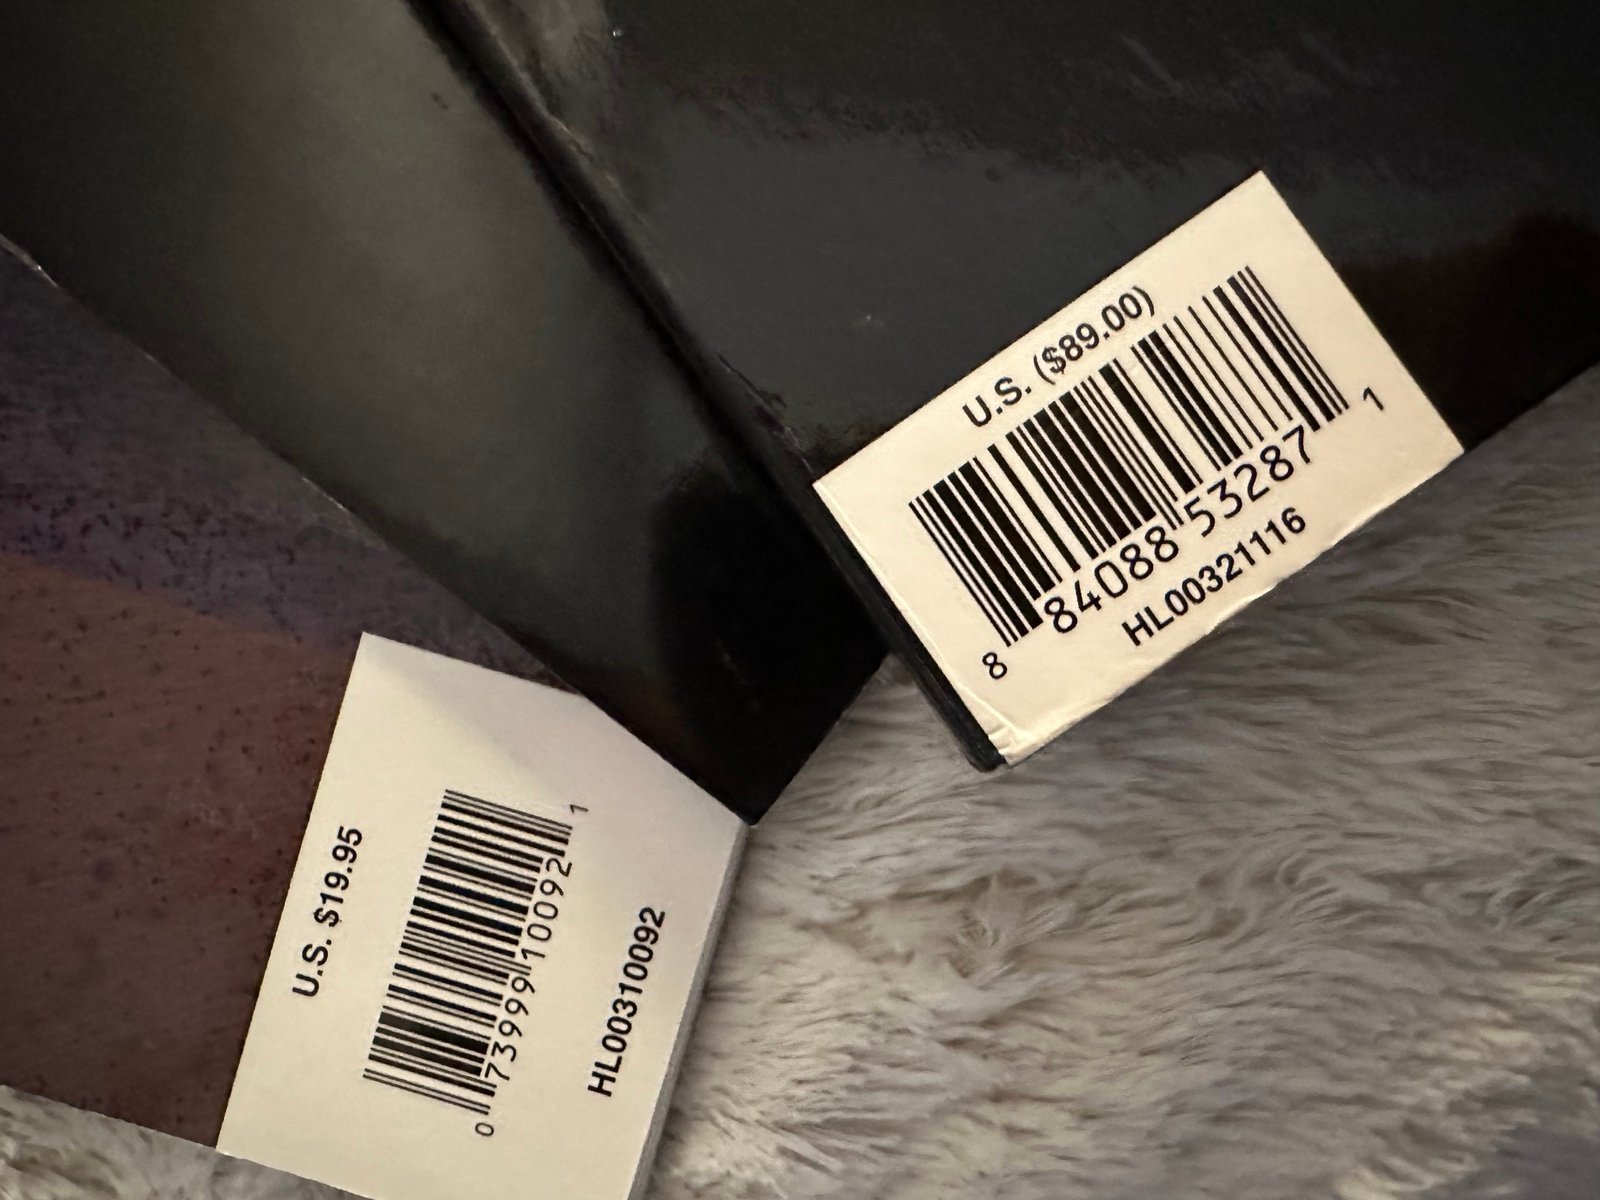 U.S. ($89.00)
8 84088 53287 1
HL00321116
U.S. $19.95
0 73999 10092 1
HL00310092